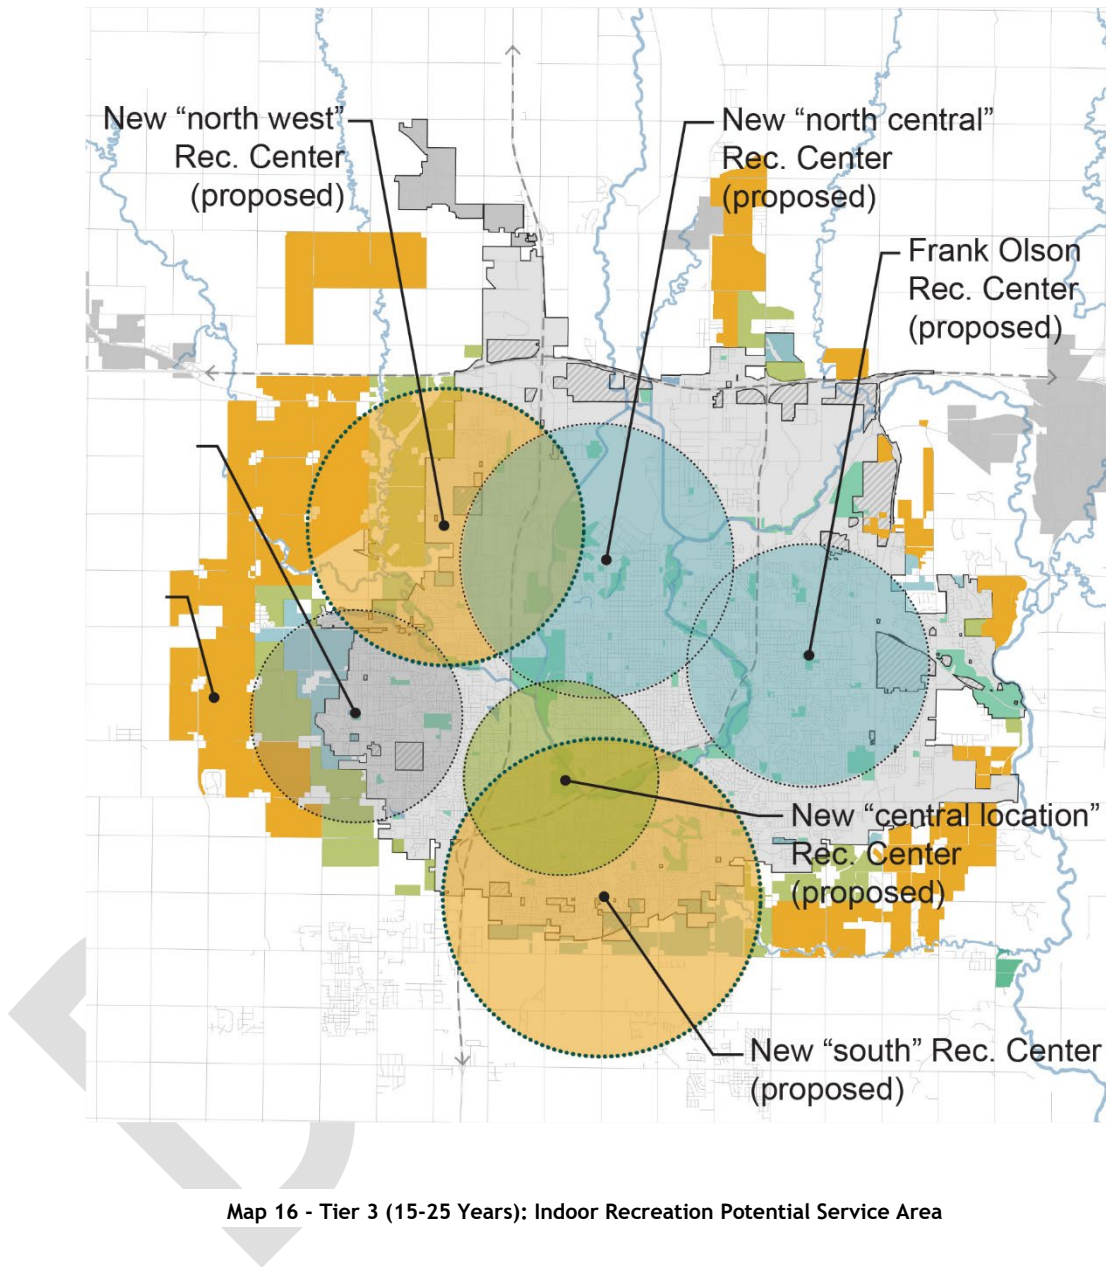 New “north west”
Rec. Center
(proposed)
New “north central”
Rec. Center
(proposed)
Frank Olson
Rec. Center
(proposed)
New “central location”
Rec. Center
(proposed)
New “south” Rec. Center
(proposed)
Map 16 - Tier 3 (15-25 Years): Indoor Recreation Potential Service Area